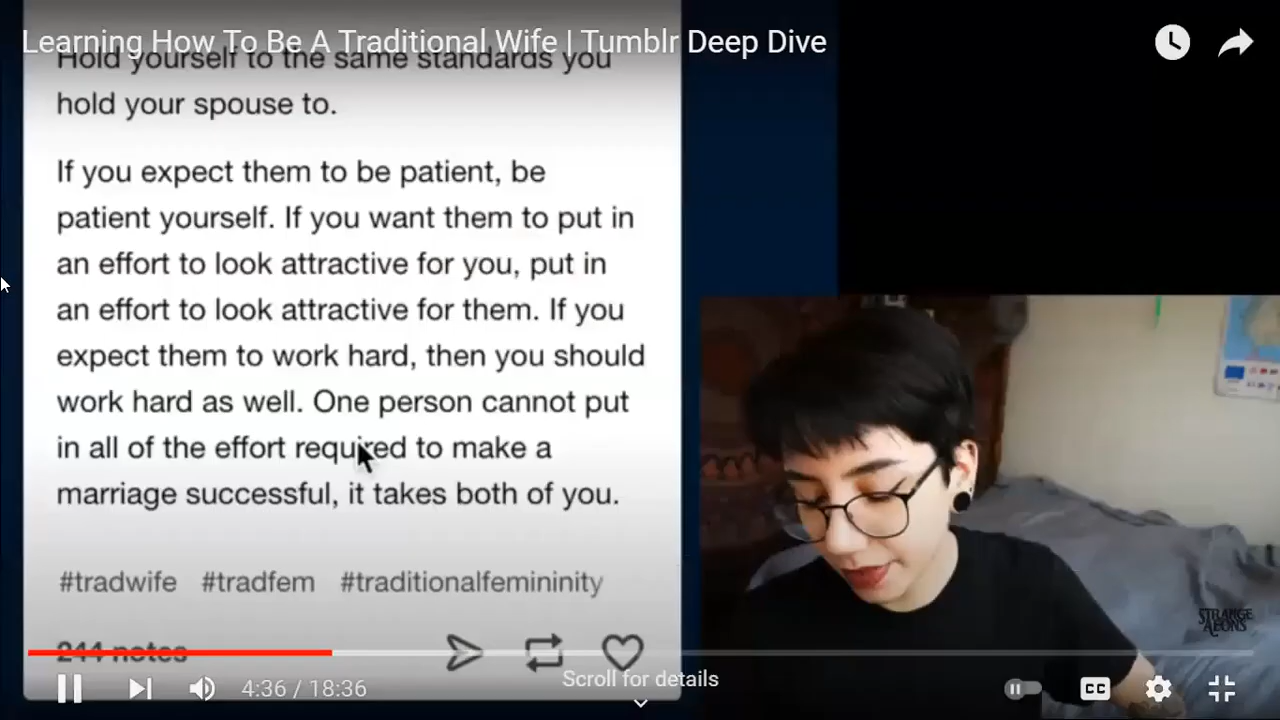 Learning How To Be A Traditional Wife | Tumblr Deep Dive
Hold yourself to the same standards you
hold your spouse to.
If you expect them to be patient, be
patient yourself. If you want them to put in
an effort to look attractive for you, put in
an effort to look attractive for them. If you
expect them to work hard, then you should
work hard as well. One person cannot put
in all of the effort required to make a
marriage successful, it takes both of you.
#tradwife #tradfem #traditionalfemininity
244 notes
STRANGE
ÆONS
4:36 / 18:36
Scroll for details
CC